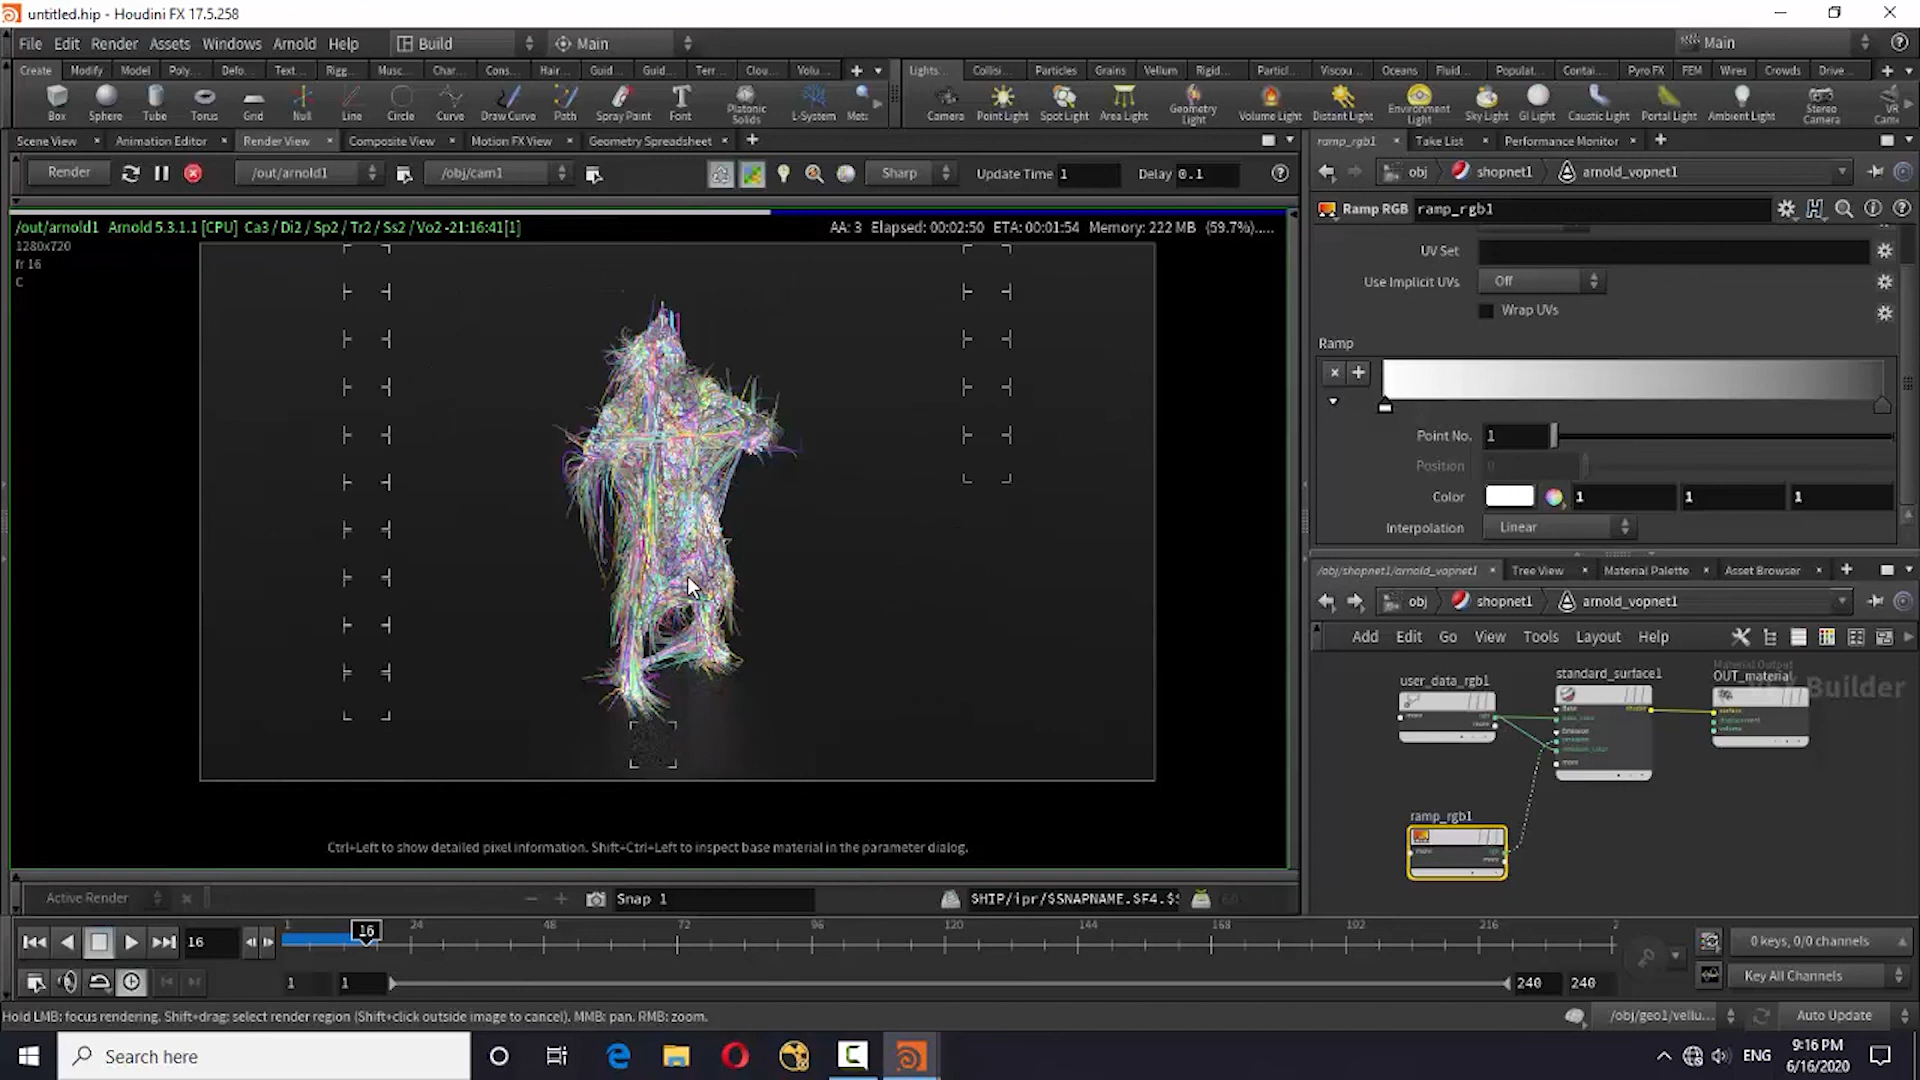 untitled.hip - Houdini FX 17.5.258
File Edit Render Assets Windows Arnold Help Build Main Main
Create Modify Model Poly... Defo... Text... Rigg... Musc... Char... Cons... Hair... Guid... Guid... Terr... Clou... Volu... Lights... Collisi... Particles Grains Vellum Rigid... Particl... Viscou... Oceans Fluid... Populat... Contai... Pyro FX FEM Wires Crowds Drive...
Box Sphere Tube Torus Grid Null Line Circle Curve Draw Curve Path Spray Paint Font Platonic Solids L-System Meta Camera Point Light Spot Light Area Light Geometry Light Volume Light Distant Light Environment Light Sky Light GI Light Caustic Light Portal Light Ambient Light Stereo Camera VR Cam
Scene View Animation Editor Render View Composite View Motion FX View Geometry Spreadsheet
Render /out/arnold1 /obj/cam1 Sharp Update Time 1 Delay 0.1
/out/arnold1 Arnold 5.3.1.1 [CPU] Ca3 / Di2 / Sp2 / Tr2 / Ss2 / Vo2 -21:16:41[1] AA: 3 Elapsed: 00:02:50 ETA: 00:01:54 Memory: 222 MB (59.7%).....
1280x720
fr 16
C
Ctrl+Left to show detailed pixel information. Shift+Ctrl+Left to inspect base material in the parameter dialog.
Active Render Snap 1 $HIP/ipr/$SNAPNAME.$F4.$
ramp_rgb1 Take List Performance Monitor
obj shopnet1 arnold_vopnet1
Ramp RGB ramp_rgb1
UV Set
Use Implicit UVs Off
Wrap UVs
Ramp
Point No. 1
Position 0
Color 1 1 1
Interpolation Linear
/obj/shopnet1/arnold_vopnet1 Tree View Material Palette Asset Browser
obj shopnet1 arnold_vopnet1
Add Edit Go View Tools Layout Help
Builder
Material Output
user_data_rgb1 standard_surface1 OUT_material
ramp_rgb1
16 1 16 24 48 72 96 120 144 168 192 216 2
0 keys, 0/0 channels
1 1 240 240 Key All Channels
Hold LMB: focus rendering. Shift+drag: select render region (Shift+click outside image to cancel). MMB: pan. RMB: zoom. /obj/geo1/vellu... Auto Update
Search here ENG 9:16 PM
6/16/2020